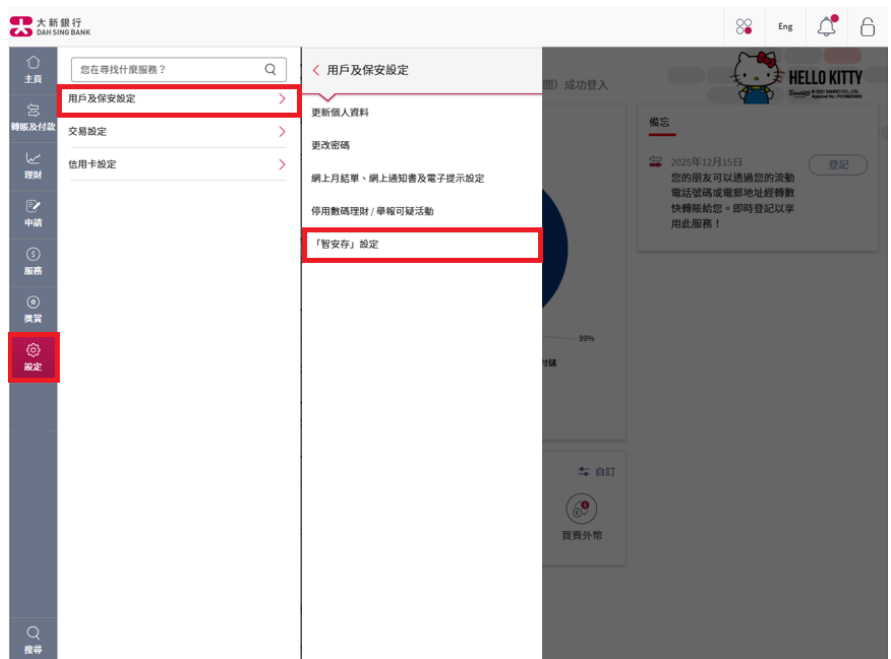 大新銀行
DAH SING BANK
Eng
主頁
轉賬及付款
理財
申請
服務
獎賞
設定
搜尋
您在尋找什麼服務？
用戶及保安設定
交易設定
信用卡設定
用戶及保安設定
更新個人資料
更改密碼
網上月結單、網上通知書及電子提示設定
停用數碼理財 / 舉報可疑活動
「智安存」設定
間）成功登入
99%
自訂
買賣外幣
HELLO KITTY
備忘
2025年12月15日
登記
您的朋友可以透過您的流動
電話號碼或電郵地址經轉數
快轉賬給您。即時登記以享
用此服務！